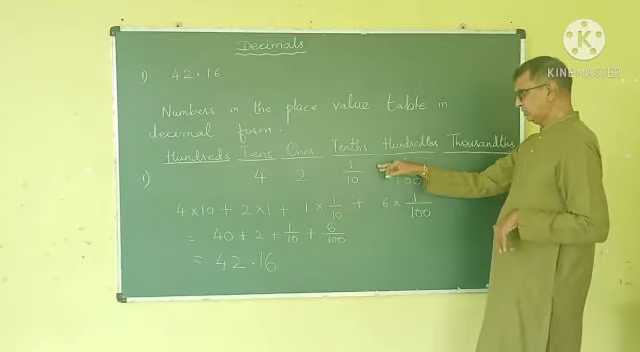 Decimals
1) 42.16
Numbers in the place value table in
decimal form.
Hundreds Tens Ones Tenths Hundredths Thousandths
1) 4 2 1/10 /100
4×10 + 2×1 + 1×1/10 + 6×1/100
= 40+2+1/10+6/100
= 42.16
KINEMASTER